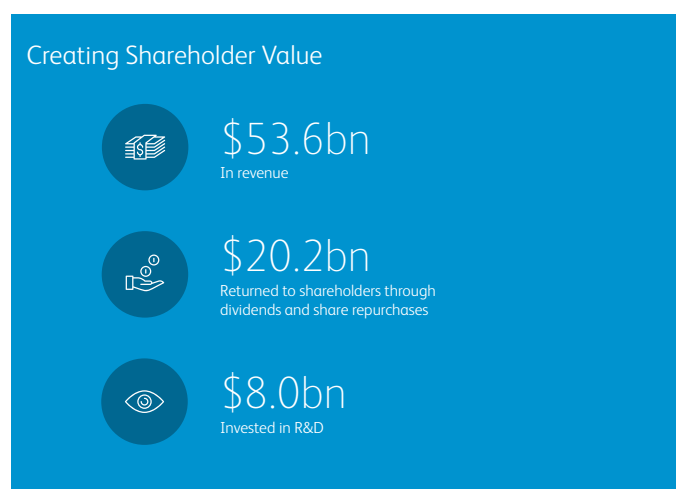 Creating Shareholder Value
$53.6bn
In revenue
$20.2bn
Returned to shareholders through
dividends and share repurchases
$8.0bn
Invested in R&D